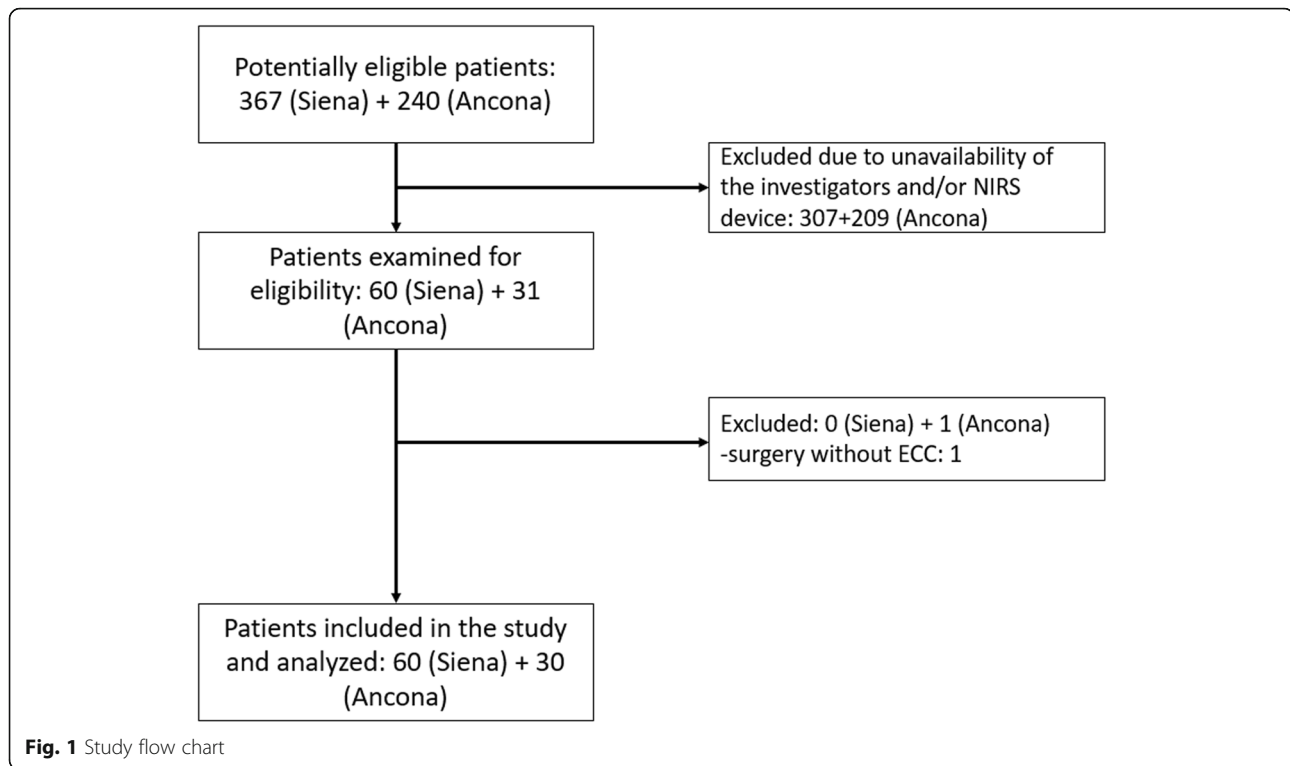 Potentially eligible patients:
367 (Siena) + 240 (Ancona)
Excluded due to unavailability of
the investigators and/or NIRS
device: 307+209 (Ancona)
Patients examined for
eligibility: 60 (Siena) + 31
(Ancona)
Excluded: 0 (Siena) + 1 (Ancona)
-surgery without ECC: 1
Patients included in the study
and analyzed: 60 (Siena) + 30
(Ancona)
Fig. 1 Study flow chart